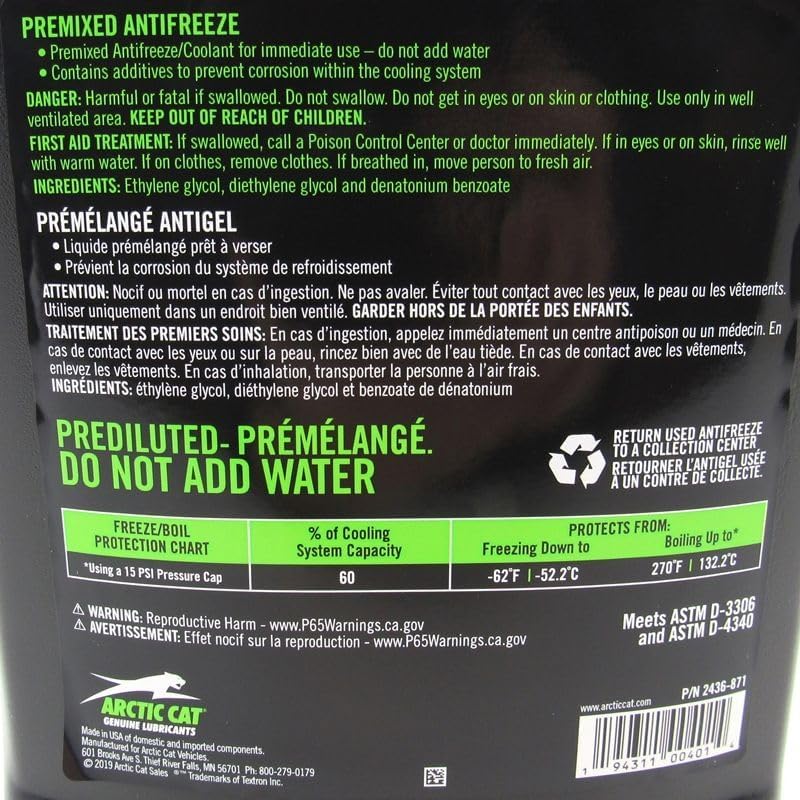 PREMIXED ANTIFREEZE
• Premixed Antifreeze/Coolant for immediate use – do not add water
• Contains additives to prevent corrosion within the cooling system
DANGER: Harmful or fatal if swallowed. Do not swallow. Do not get in eyes or on skin or clothing. Use only in well
ventilated area. KEEP OUT OF REACH OF CHILDREN.
FIRST AID TREATMENT: If swallowed, call a Poison Control Center or doctor immediately. If in eyes or on skin, rinse well
with warm water. If on clothes, remove clothes. If breathed in, move person to fresh air.
INGREDIENTS: Ethylene glycol, diethylene glycol and denatonium benzoate
PRÉMÉLANGÉ ANTIGEL
• Liquide prémélangé prêt à verser
• Prévient la corrosion du système de refroidissement
ATTENTION: Nocif ou mortel en cas d'ingestion. Ne pas avaler. Éviter tout contact avec les yeux, le peau ou les vêtements.
Utiliser uniquement dans un endroit bien ventilé. GARDER HORS DE LA PORTÉE DES ENFANTS.
TRAITEMENT DES PREMIERS SOINS: En cas d'ingestion, appelez immédiatement un centre antipoison ou un médecin. En
cas de contact avec les yeux ou sur la peau, rincez bien avec de l'eau tiède. En cas de contact avec les vêtements,
enlevez les vêtements. En cas d'inhalation, transporter la personne à l'air frais.
INGRÉDIENTS: éthylène glycol, diéthylène glycol et benzoate de dénatonium
PREDILUTED- PRÉMÉLANGÉ.
DO NOT ADD WATER
RETURN USED ANTIFREEZE
TO A COLLECTION CENTER
RETOURNER L'ANTIGEL USÉE
À UN CONTRE DE COLLECTE.
FREEZE/BOIL
PROTECTION CHART
% of Cooling
System Capacity
PROTECTS FROM:
Freezing Down to
Boiling Up to*
*Using a 15 PSI Pressure Cap
60
-62°F | -52.2°C
270°F | 132.2°C
⚠ WARNING: Reproductive Harm - www.P65Warnings.ca.gov
⚠ AVERTISSEMENT: Effet nocif sur la reproduction - www.P65Warnings.ca.gov
Meets ASTM D-3306
and ASTM D-4340
ARCTIC CAT
GENUINE LUBRICANTS
Made in USA of domestic and imported components.
Manufactured for Arctic Cat Vehicles.
601 Brooks Ave S. Thief River Falls, MN 56701 Ph: 800-279-0179
© 2019 Arctic Cat Sales ®™ Trademarks of Textron Inc.
www.arcticcat.com
P/N 2436-871
1 94311 00401 4